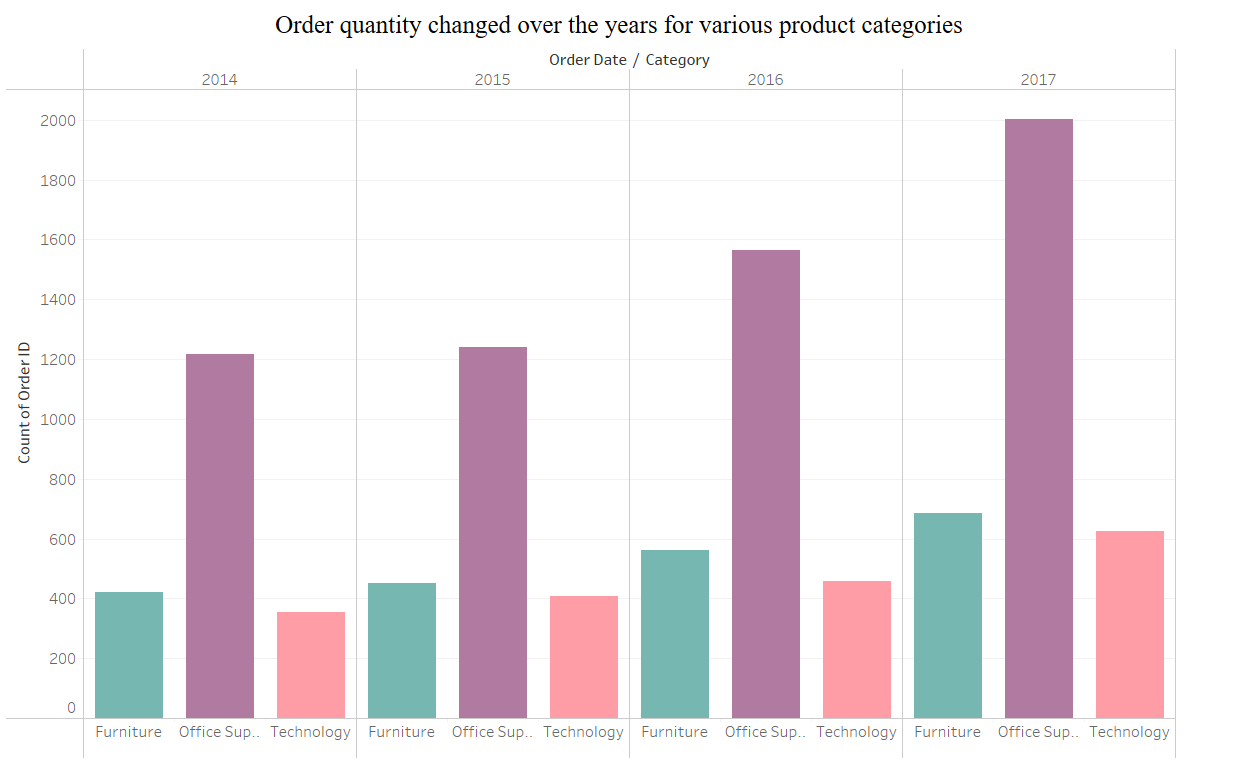 Order quantity changed over the years for various product categories
Order Date / Category
2014 2015 2016 2017
2000
1800
1600
1400
1200
1000
800
600
400
200
0
Count of Order ID
Furniture Office Sup.. Technology Furniture Office Sup.. Technology Furniture Office Sup.. Technology Furniture Office Sup.. Technology